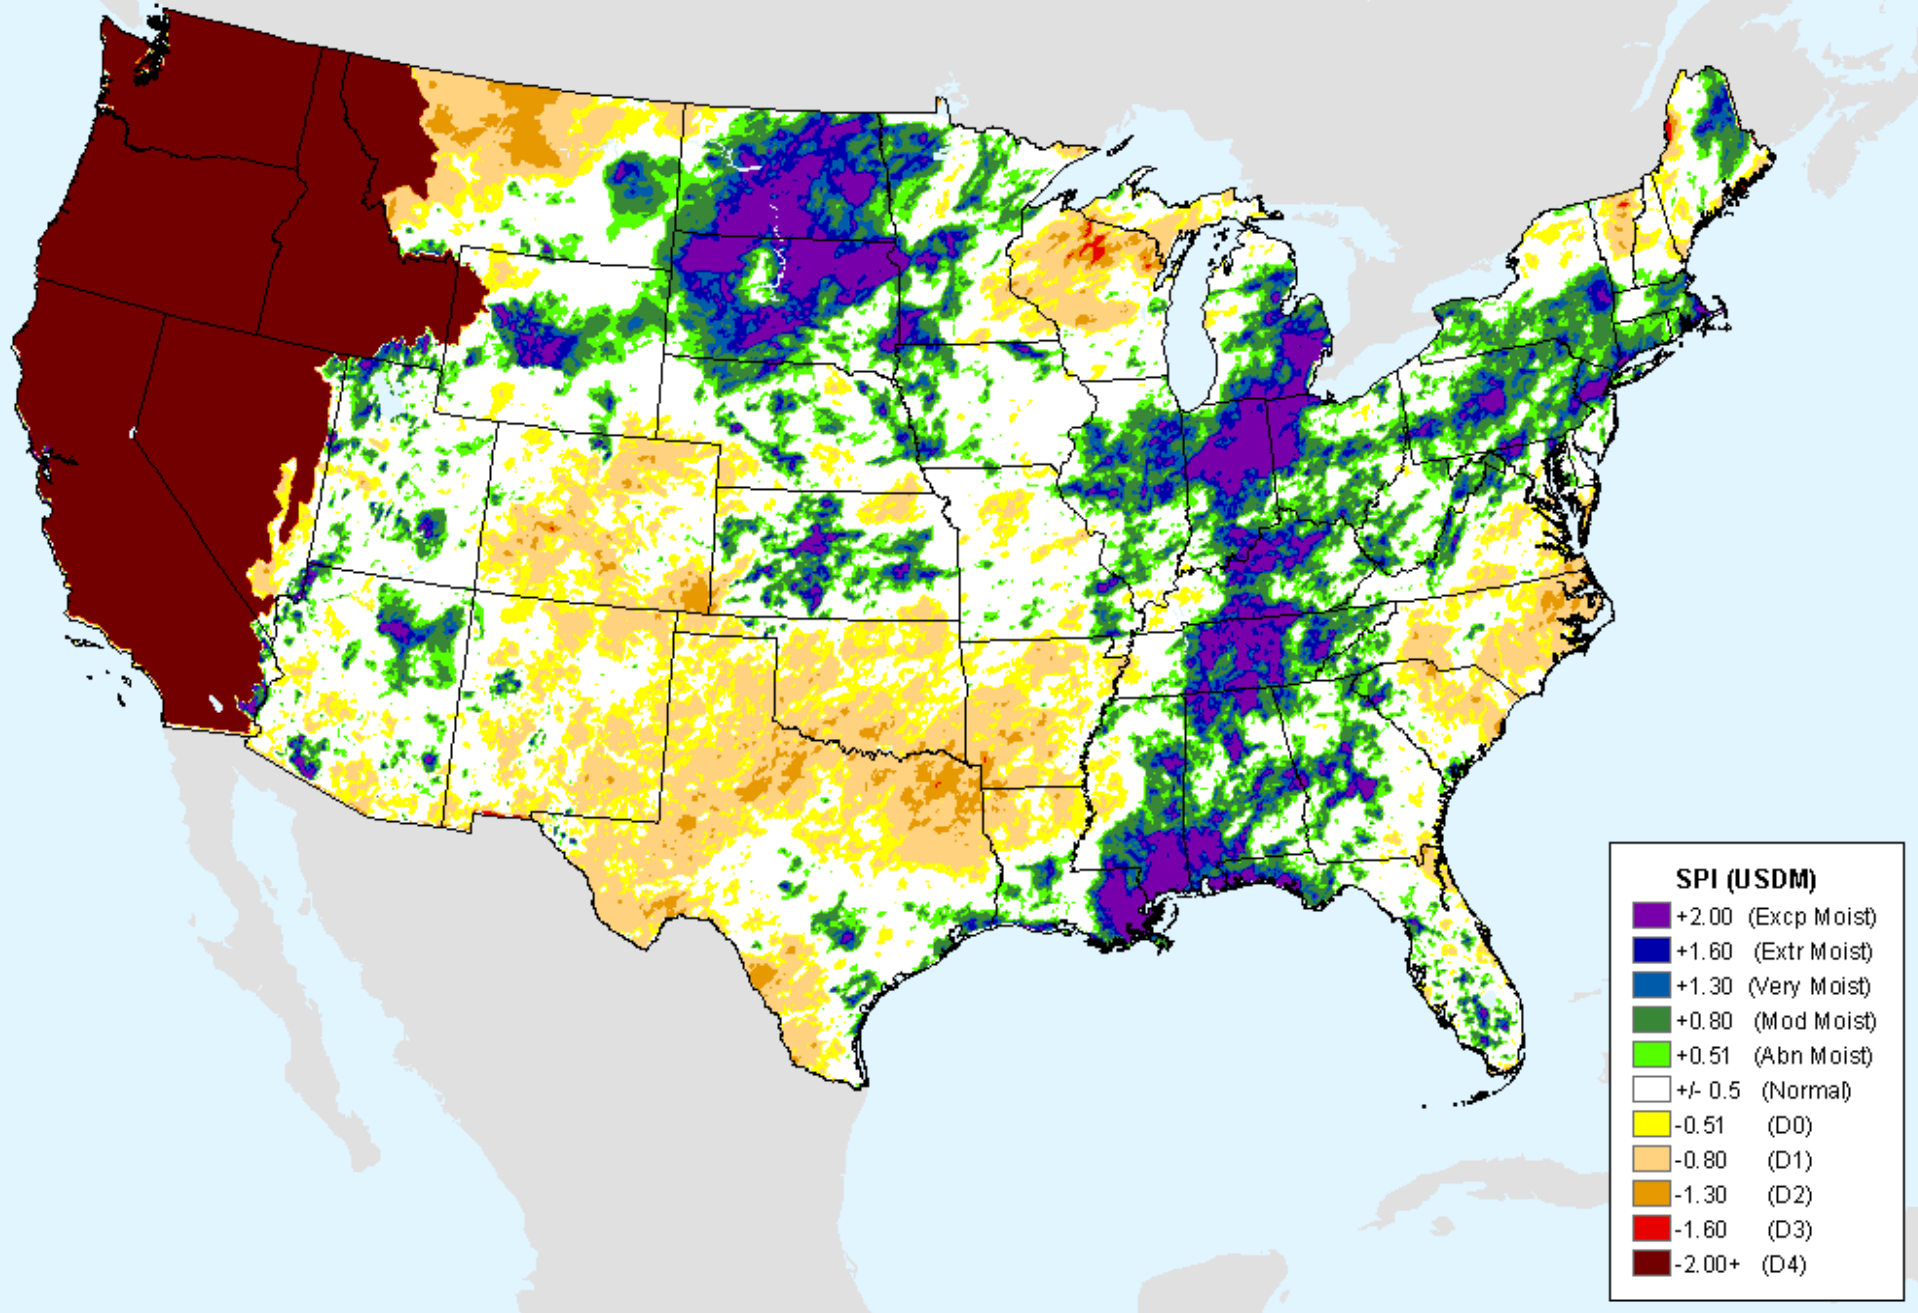 SPI (USDM)
+2.00 (Excp Moist)
+1.60 (Extr Moist)
+1.30 (Very Moist)
+0.80 (Mod Moist)
+0.51 (Abn Moist)
+/- 0.5 (Normal)
-0.51 (D0)
-0.80 (D1)
-1.30 (D2)
-1.60 (D3)
-2.00+ (D4)